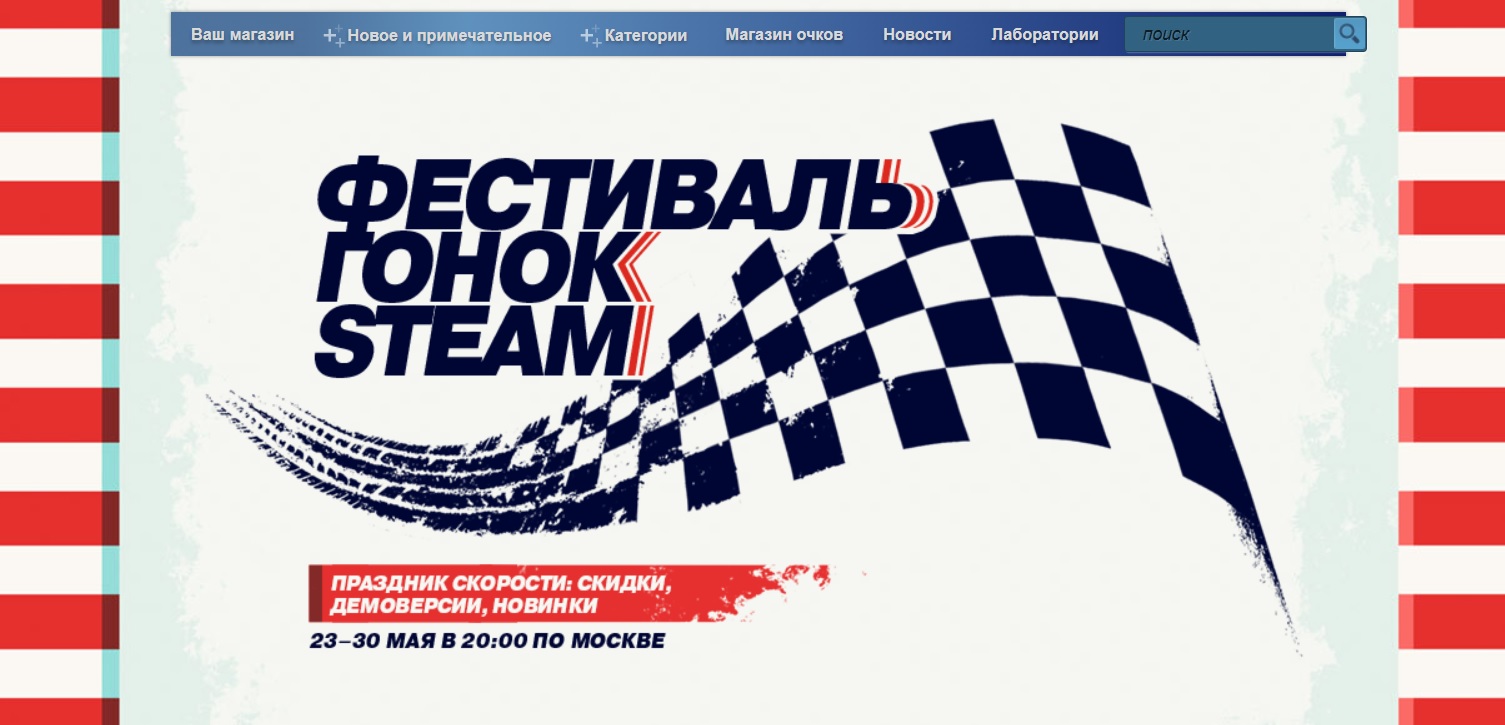 Ваш магазин Новое и примечательное Категории Магазин очков Новости Лаборатории поиск
ФЕСТИВАЛЬ
ГОНОК
STEAM
ПРАЗДНИК СКОРОСТИ: СКИДКИ,
ДЕМОВЕРСИИ, НОВИНКИ
23–30 МАЯ В 20:00 ПО МОСКВЕ